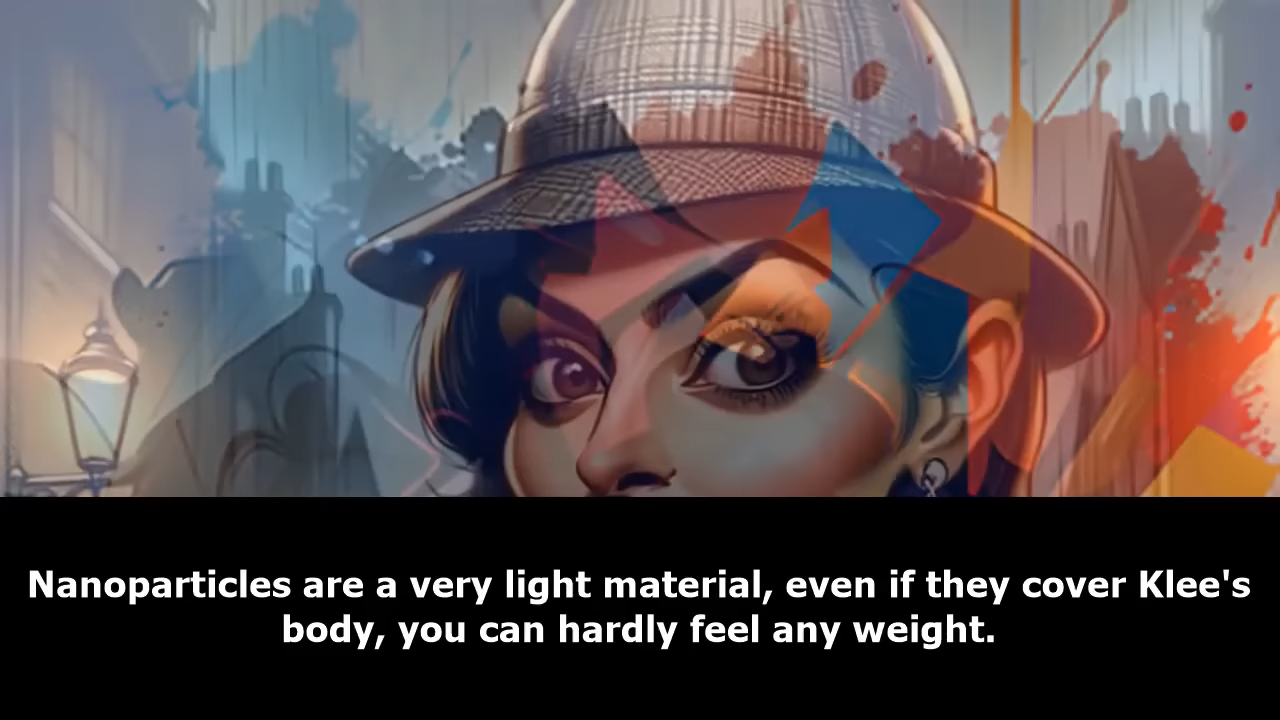 Nanoparticles are a very light material, even if they cover Klee's
body, you can hardly feel any weight.